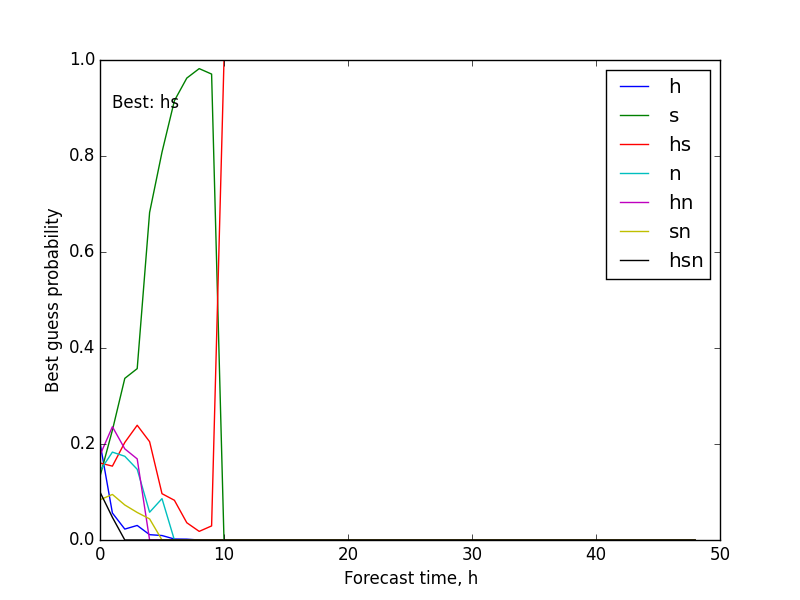 1.0
0.8
0.6
0.4
0.2
0.0
Best guess probability
Best: hs
h
s
hs
n
hn
sn
hsn
0
10
20
30
40
50
Forecast time, h